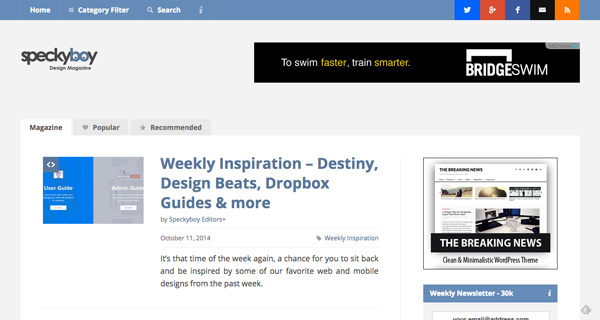 Home
Category Filter
Search
speckyboy
Design Magazine
To swim faster, train smarter.
BRIDGESWIM
Magazine
Popular
Recommended
User Guide
Admin Guide
Weekly Inspiration – Destiny,
Design Beats, Dropbox
Guides & more
by Speckyboy Editors+
October 11, 2014
Weekly Inspiration
It's that time of the week again, a chance for you to sit back
and be inspired by some of our favorite web and mobile
designs from the past week.
THE BREAKING NEWS
THE BREAKING NEWS
Clean & Minimalistic WordPress Theme
Weekly Newsletter - 30k
your.email@address.com